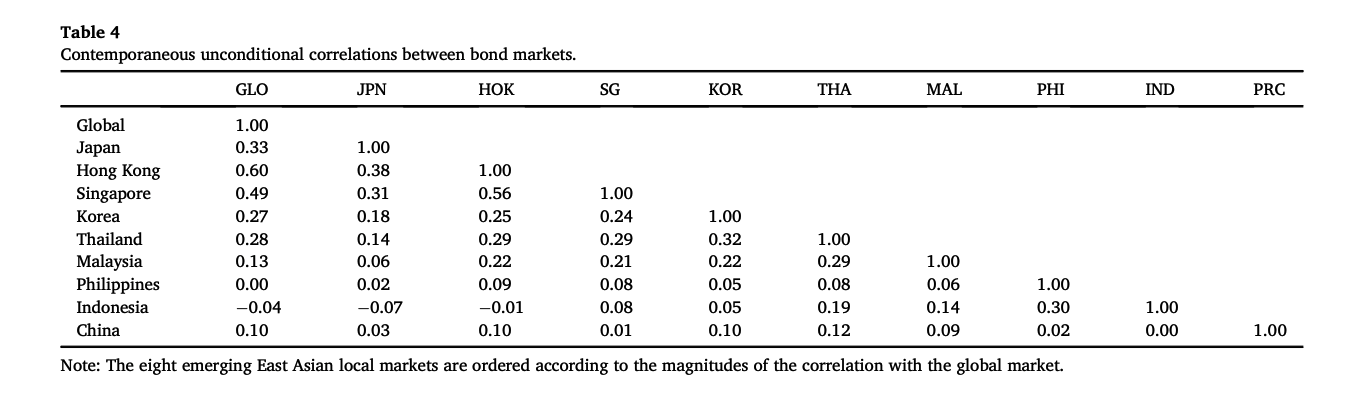 Table 4
Contemporaneous unconditional correlations between bond markets.
GLO JPN HOK SG KOR THA MAL PHI IND PRC
Global 1.00
Japan 0.33 1.00
Hong Kong 0.60 0.38 1.00
Singapore 0.49 0.31 0.56 1.00
Korea 0.27 0.18 0.25 0.24 1.00
Thailand 0.28 0.14 0.29 0.29 0.32 1.00
Malaysia 0.13 0.06 0.22 0.21 0.22 0.29 1.00
Philippines 0.00 0.02 0.09 0.08 0.05 0.08 0.06 1.00
Indonesia −0.04 −0.07 −0.01 0.08 0.05 0.19 0.14 0.30 1.00
China 0.10 0.03 0.10 0.01 0.10 0.12 0.09 0.02 0.00 1.00
Note: The eight emerging East Asian local markets are ordered according to the magnitudes of the correlation with the global market.